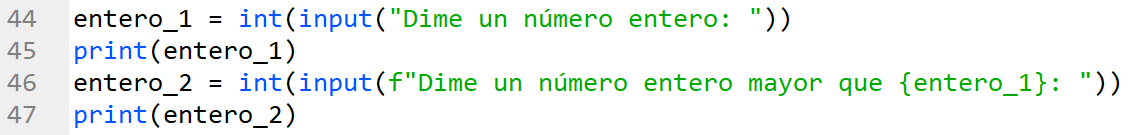 44 entero_1 = int(input("Dime un número entero: "))
45 print(entero_1)
46 entero_2 = int(input(f"Dime un número entero mayor que {entero_1}: "))
47 print(entero_2)